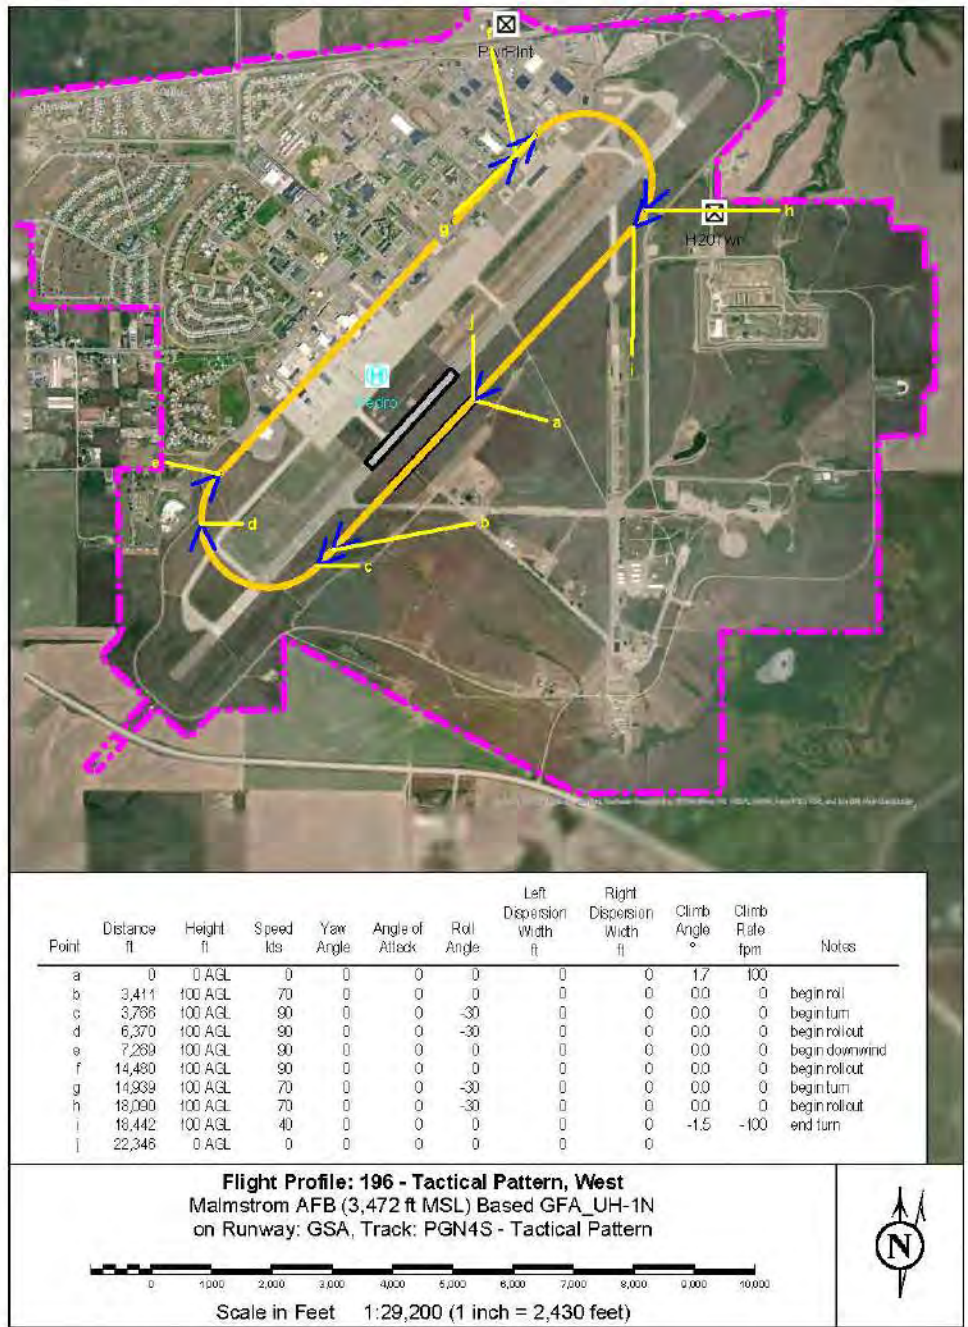 f
PwrRlnt
g
h
H20Twr
j
i
Pedro
a
e
d
b
c
Left Right
Dispersion Dispersion Climb Climb
Distance Height Speed Yaw Angle of Roll Width Width Angle Rate
Point ft ft kts Angle Attack Angle ft ft ° fpm Notes
a 0 0 AGL 0 0 0 0 0 0 1.7 100
b 3,411 100 AGL 70 0 0 0 0 0 0.0 0 begin roll
c 3,766 100 AGL 90 0 0 -30 0 0 0.0 0 begin turn
d 6,370 100 AGL 90 0 0 -30 0 0 0.0 0 begin rollout
e 7,269 100 AGL 90 0 0 0 0 0 0.0 0 begin downwind
f 14,480 100 AGL 90 0 0 0 0 0 0.0 0 begin rollout
g 14,939 100 AGL 70 0 0 -30 0 0 0.0 0 begin turn
h 18,090 100 AGL 70 0 0 -30 0 0 0.0 0 begin rollout
i 18,442 100 AGL 40 0 0 0 0 0 -1.5 -100 end turn
j 22,346 0 AGL 0 0 0 0 0 0
Flight Profile: 196 - Tactical Pattern, West
Malmstrom AFB (3,472 ft MSL) Based GFA_UH-1N
on Runway: GSA, Track: PGN4S - Tactical Pattern
0 1,000 2,000 3,000 4,000 5,000 6,000 7,000 8,000 9,000 10,000
Scale in Feet 1:29,200 (1 inch = 2,430 feet)
N